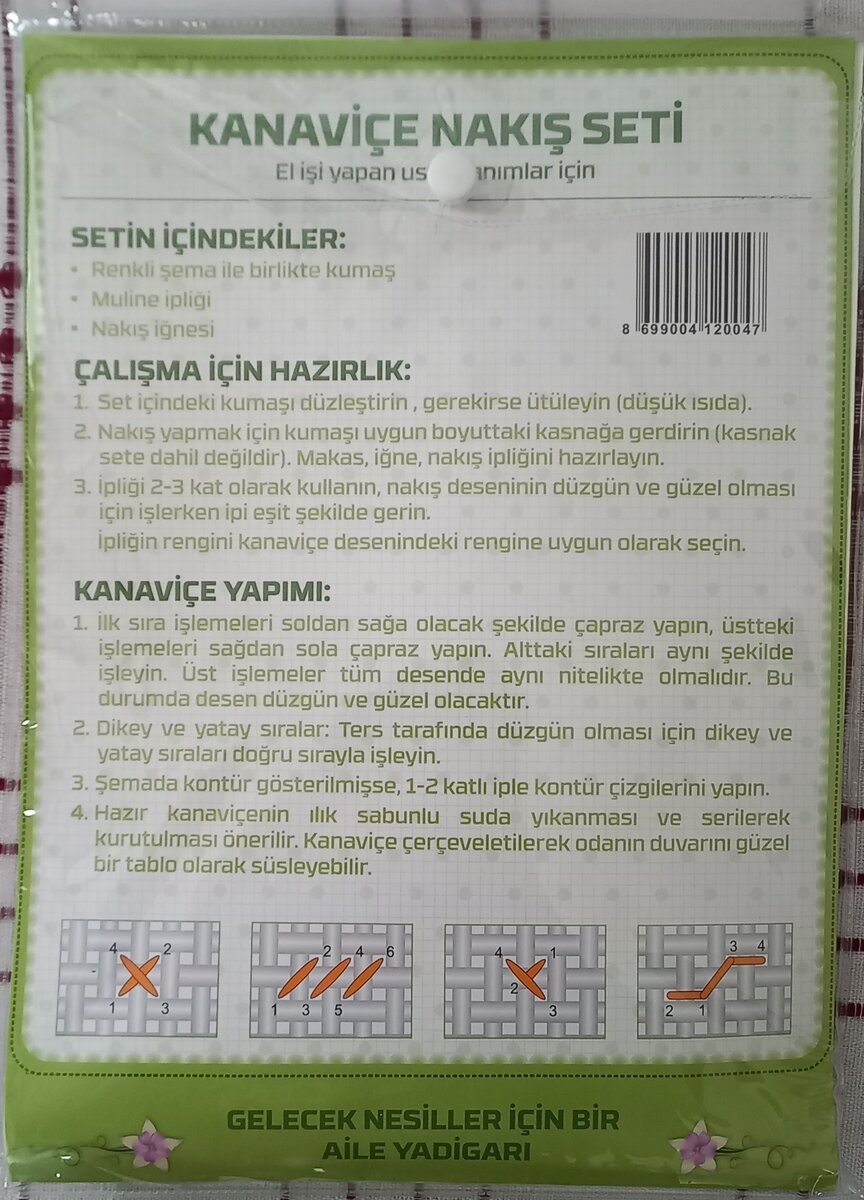 KANAVİÇE NAKIŞ SETİ
El işi yapan için
SETİN İÇİNDEKİLER:
• Renkli şema ile birlikte kumaş
• Muline ipliği
• Nakış iğnesi
8 699004 120047
ÇALIŞMA İÇİN HAZIRLIK:
1. Set içindeki kumaşı düzleştirin , gerekirse ütüleyin (düşük ısıda).
2. Nakış yapmak için kumaşı uygun boyuttaki kasnağa gerdirin (kasnak
sete dahil değildir). Makas, iğne, nakış ipliğini hazırlayın.
3. İpliği 2-3 kat olarak kullanın, nakış deseninin düzgün ve güzel olması
için işlerken ipi eşit şekilde gerin.
İpliğin rengini kanaviçe desenindeki rengine uygun olarak seçin.
KANAVİÇE YAPIMI:
1. İlk sıra işlemeleri soldan sağa olacak şekilde çapraz yapın, üstteki
işlemeleri sağdan sola çapraz yapın. Alttaki sıraları aynı şekilde
işleyin. Üst işlemeler tüm desende aynı nitelikte olmalıdır. Bu
durumda desen düzgün ve güzel olacaktır.
2. Dikey ve yatay sıralar: Ters tarafında düzgün olması için dikey ve
yatay sıraları doğru sırayla işleyin.
3. Şemada kontür gösterilmişse, 1-2 katlı iple kontür çizgilerini yapın.
4. Hazır kanaviçenin ılık sabunlu suda yıkanması ve serilerek
kurutulması önerilir. Kanaviçe çerçeveletilerek odanın duvarını güzel
bir tablo olarak süsleyebilir.
4 2
1 3
2 4 6
1 3 5
4 1
2
3
3 4
2 1
GELECEK NESİLLER İÇİN BİR
AİLE YADİGARI